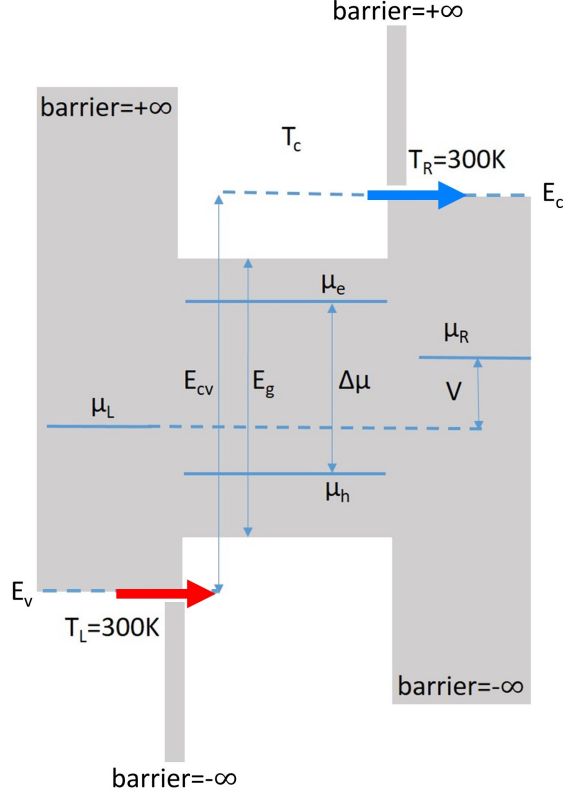 barrier=+∞
barrier=+∞
T_c
T_R=300K
E_c
μ_e
μ_R
E_cv
E_g
Δμ
V
μ_L
μ_h
E_v
T_L=300K
barrier=-∞
barrier=-∞